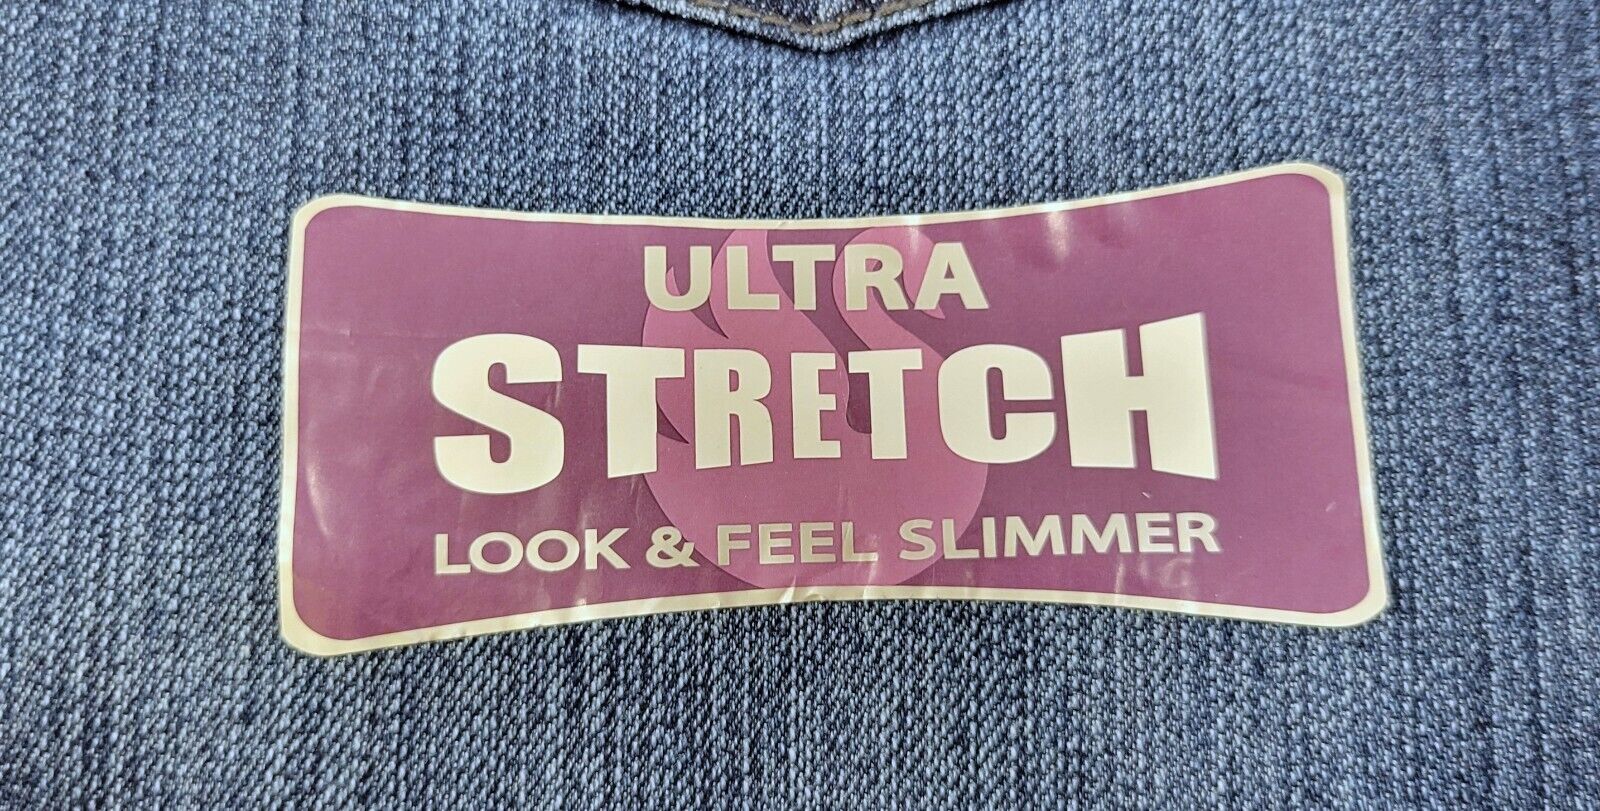 ULTRA
STRETCH
LOOK & FEEL SLIMMER